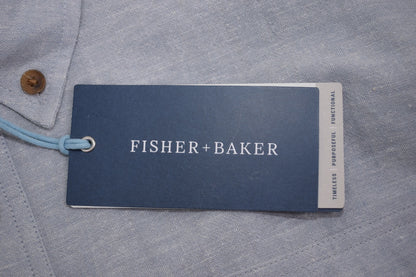 FISHER+BAKER
TIMELESS PURPOSEFUL FUNCTIONAL